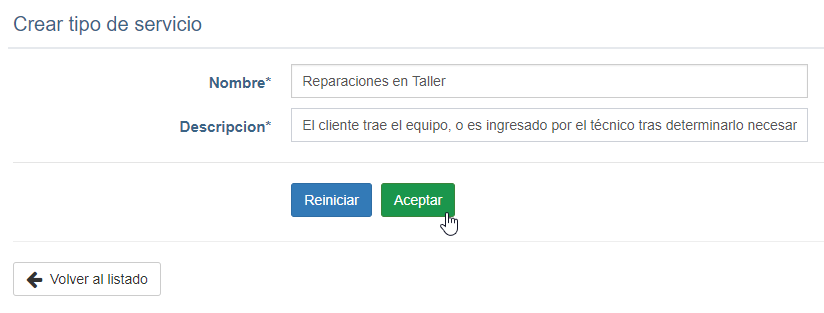 Crear tipo de servicio
Nombre* Reparaciones en Taller
Descripcion* El cliente trae el equipo, o es ingresado por el técnico tras determinarlo necesar
Reiniciar Aceptar
Volver al listado